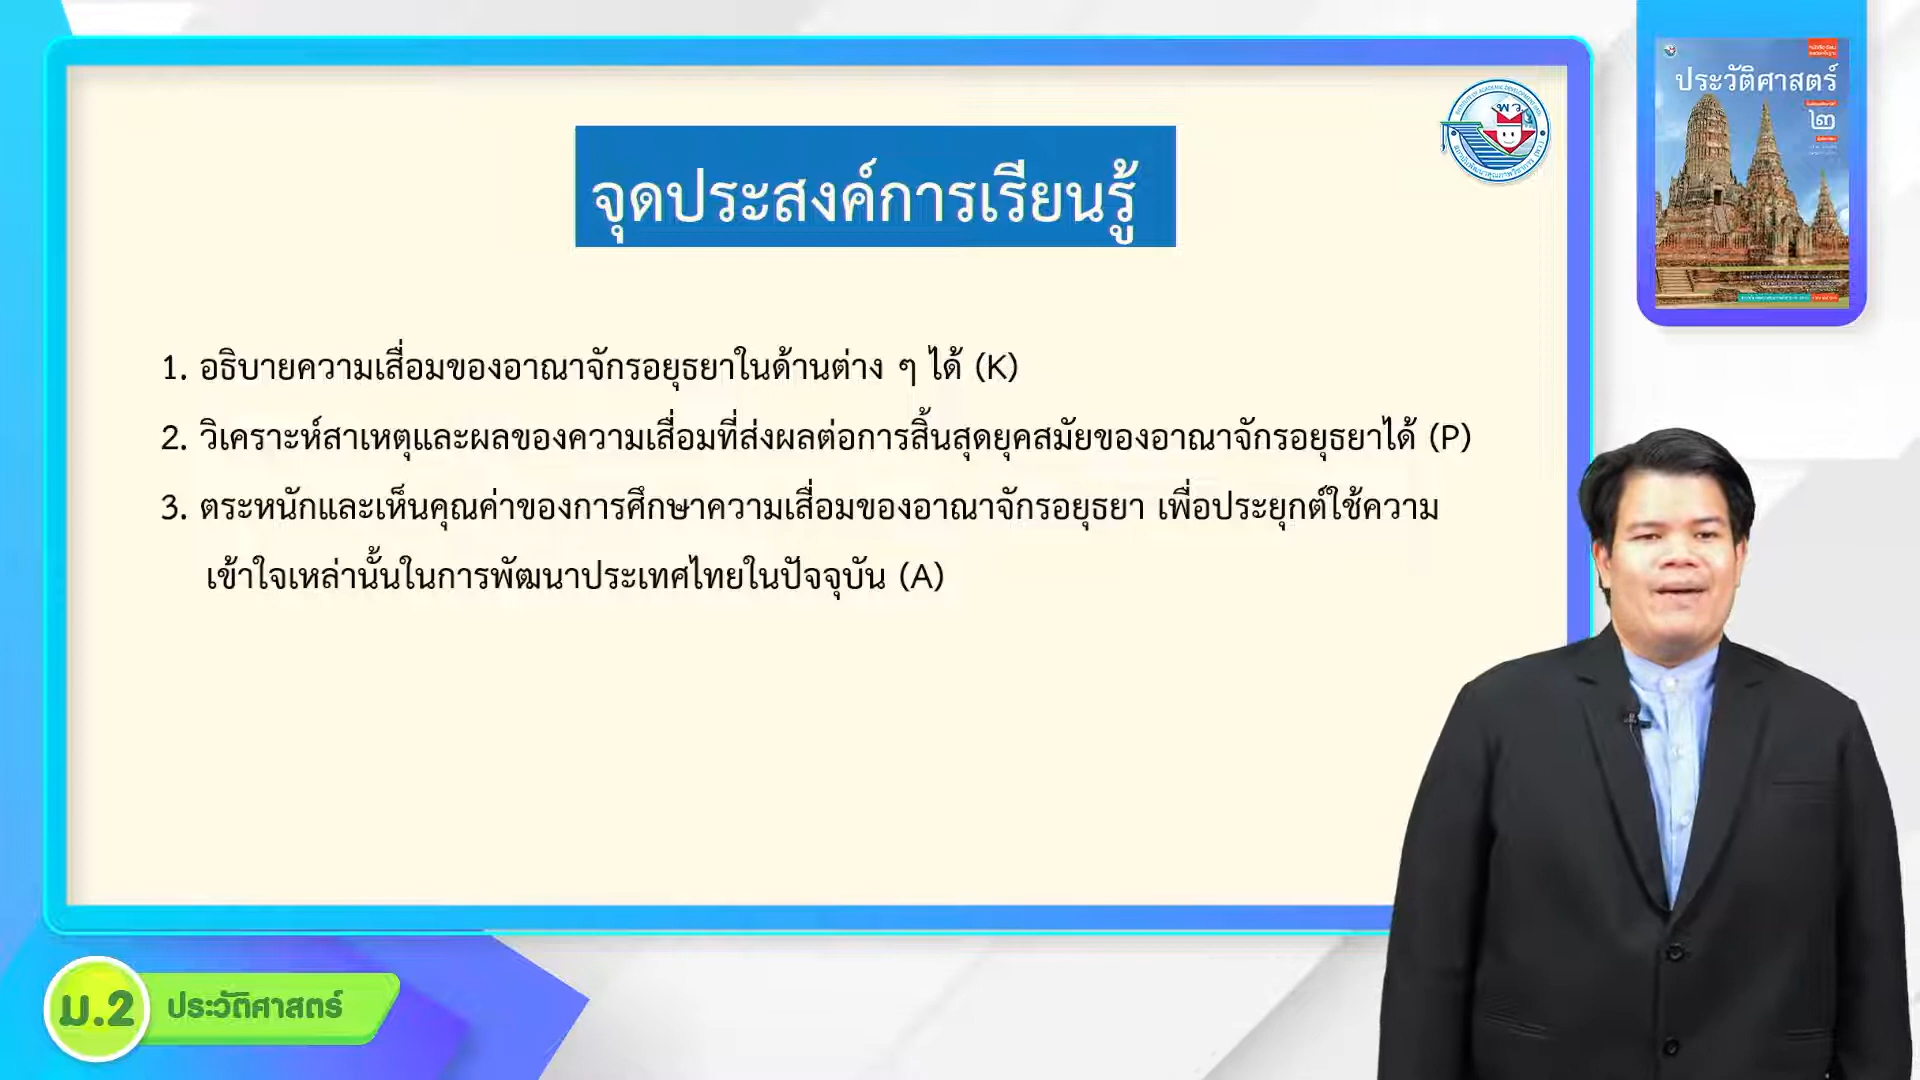 จุดประสงค์การเรียนรู้
1. อธิบายความเสื่อมของอาณาจักรอยุธยาในด้านต่าง ๆ ได้ (K)
2. วิเคราะห์สาเหตุและผลของความเสื่อมที่ส่งผลต่อการสิ้นสุดยุคสมัยของอาณาจักรอยุธยาได้ (P)
3. ตระหนักและเห็นคุณค่าของการศึกษาความเสื่อมของอาณาจักรอยุธยา เพื่อประยุกต์ใช้ความ
เข้าใจเหล่านั้นในการพัฒนาประเทศไทยในปัจจุบัน (A)
พว.
ประวัติศาสตร์
๒
ม.2 ประวัติศาสตร์